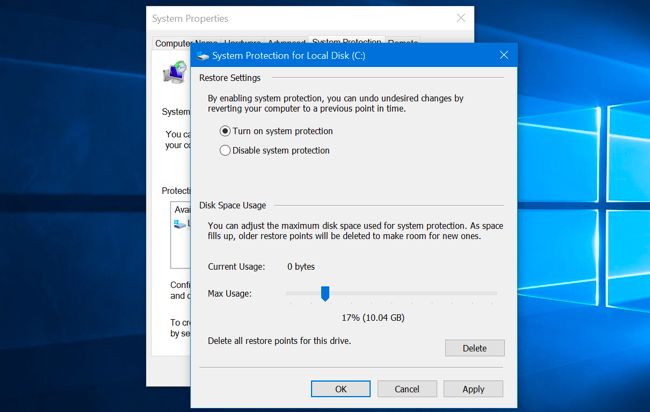 System Properties
Computer Name Hardware Advanced System Protection Remote
System Protection for Local Disk (C:)
Restore Settings
By enabling system protection, you can undo undesired changes by
reverting your computer to a previous point in time.
Turn on system protection
Disable system protection
System
You ca
your co
Protectio
Avai
Disk Space Usage
You can adjust the maximum disk space used for system protection. As space
fills up, older restore points will be deleted to make room for new ones.
Current Usage: 0 bytes
Max Usage:
17% (10.04 GB)
Confi
and c
To cre
by se
Delete all restore points for this drive.
Delete
OK Cancel Apply